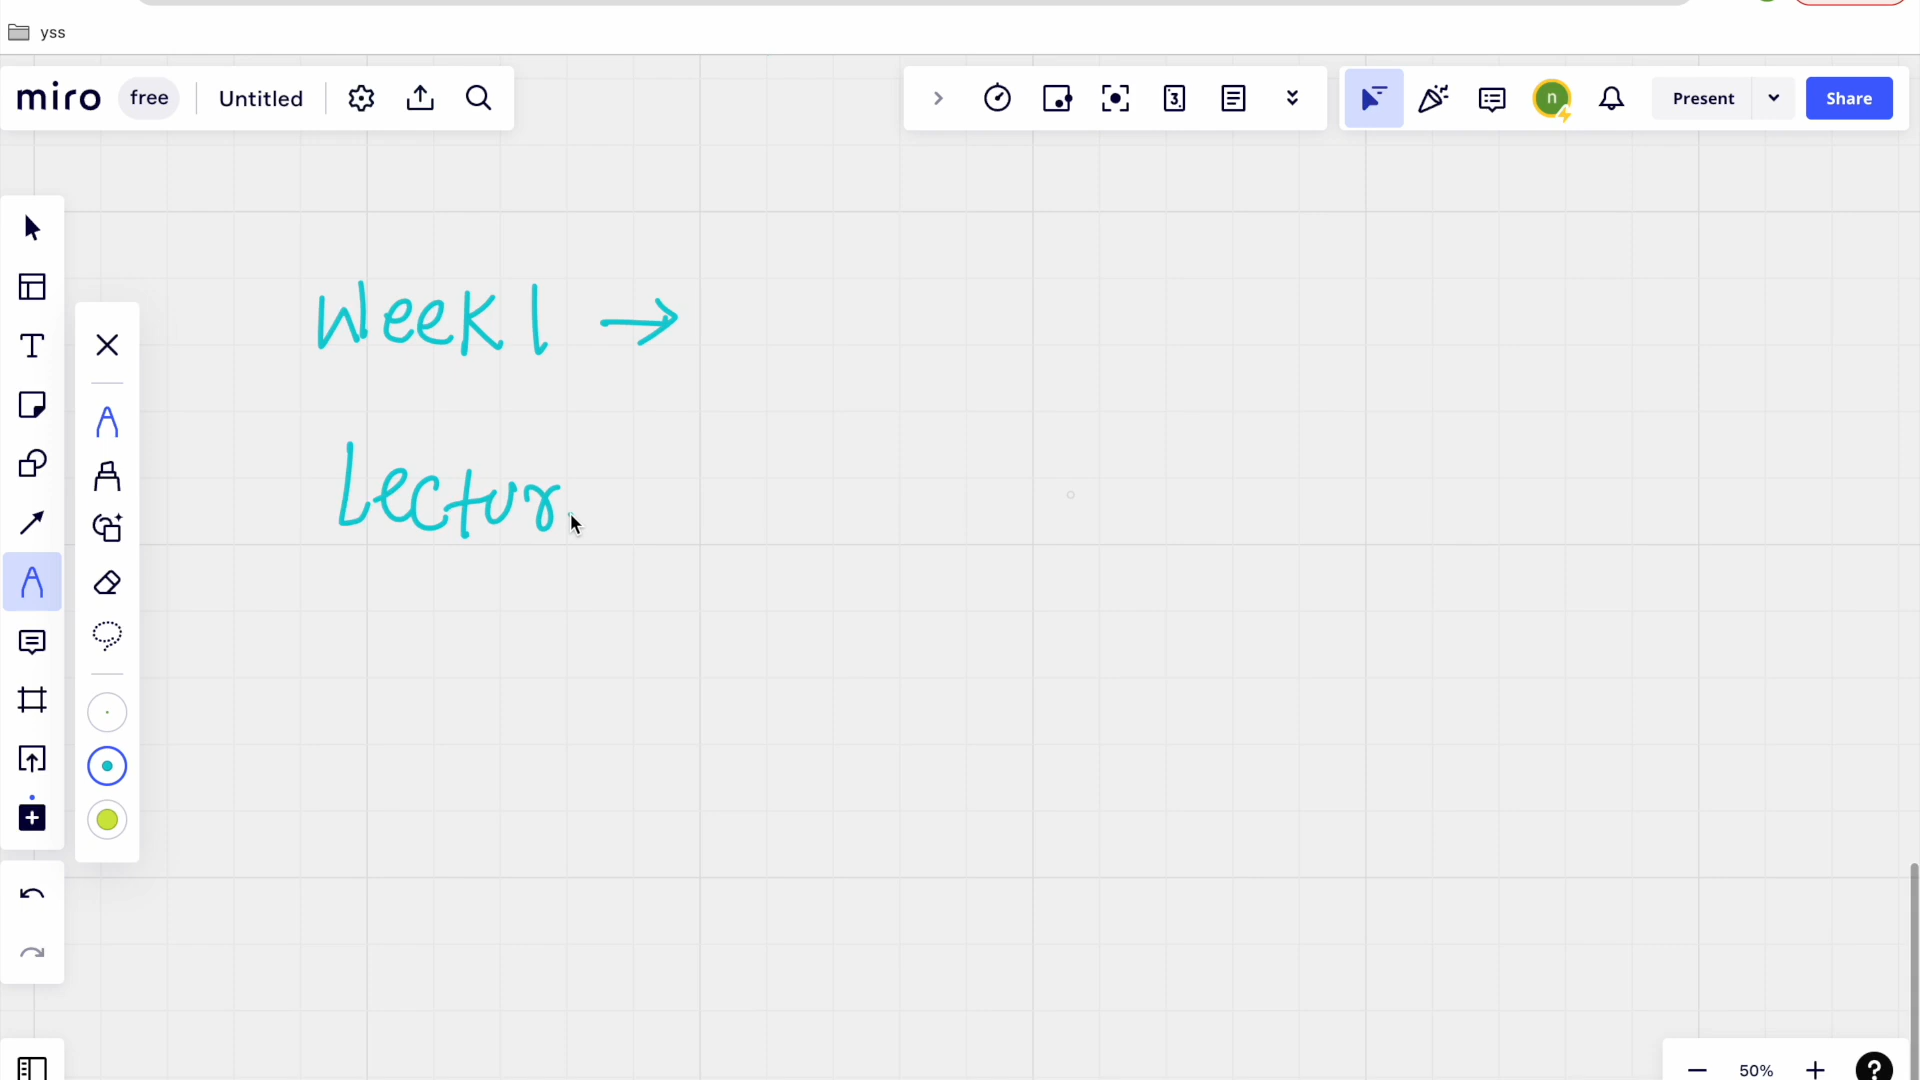 yss
miro free Untitled Present Share
Week 1 →
Lectur
50%